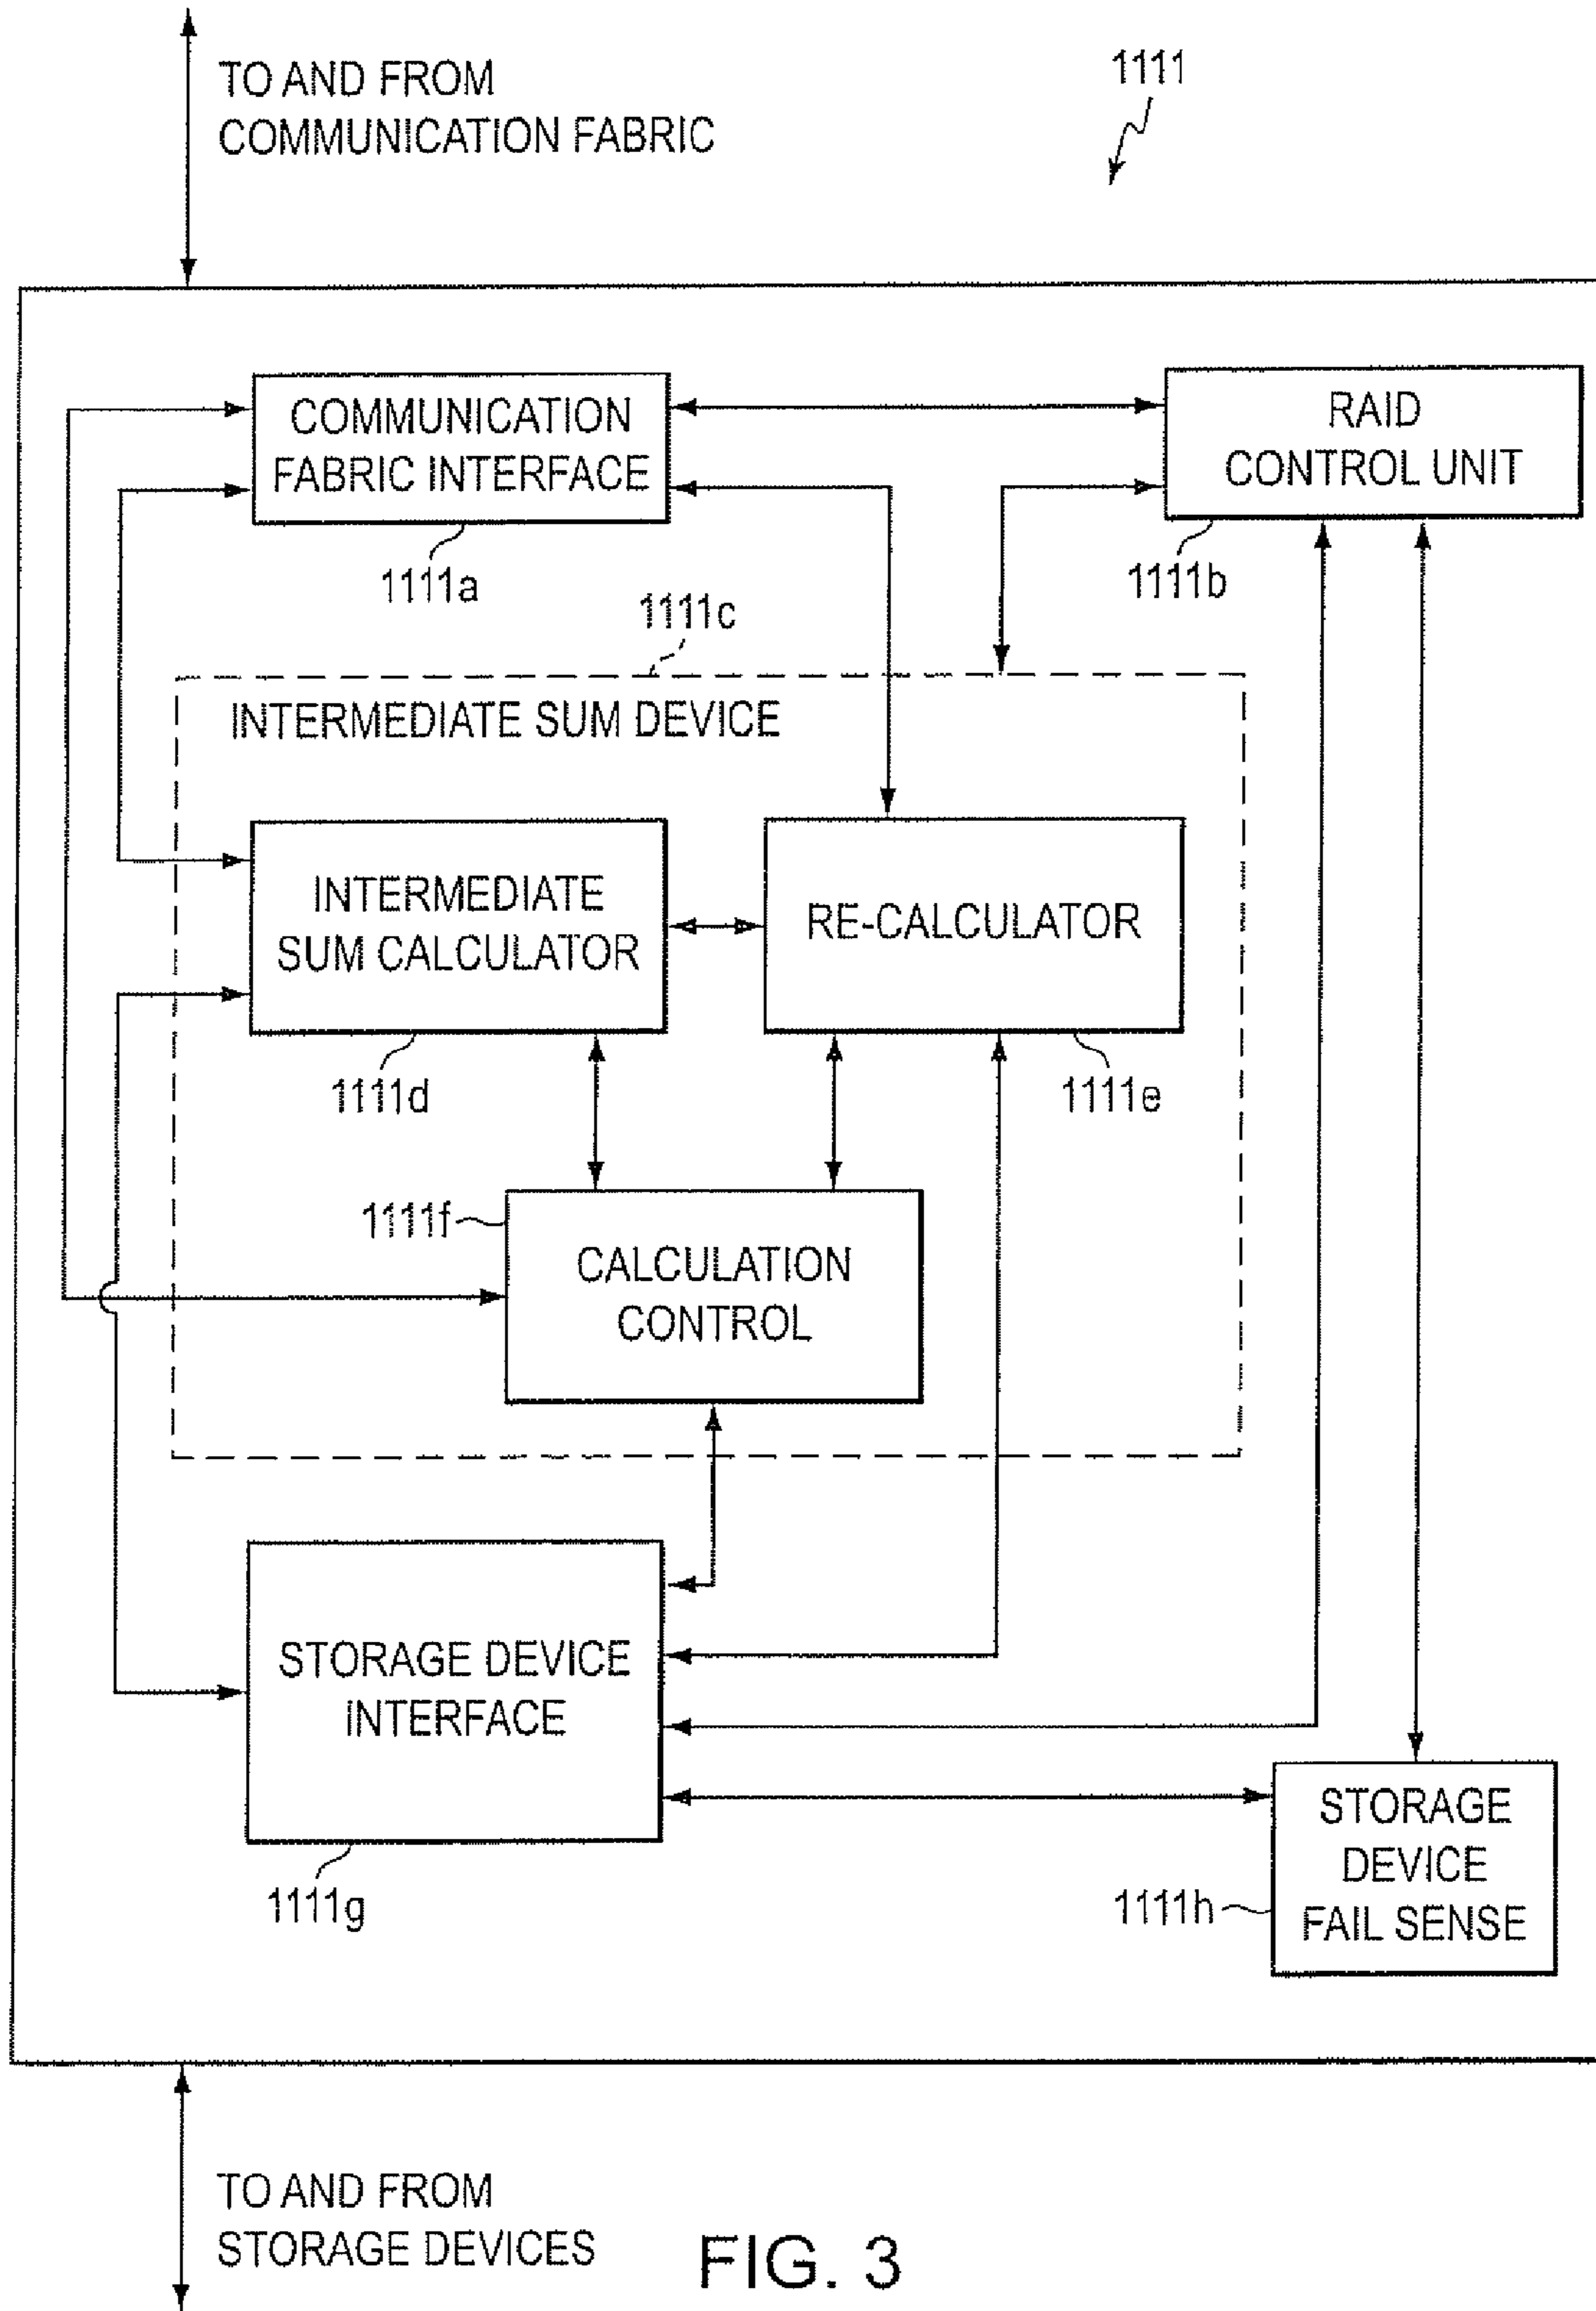 TO AND FROM
COMMUNICATION FABRIC
1111
COMMUNICATION
FABRIC INTERFACE
1111a
RAID
CONTROL UNIT
1111b
1111c
INTERMEDIATE SUM DEVICE
INTERMEDIATE
SUM CALCULATOR
1111d
RE-CALCULATOR
1111e
1111f
CALCULATION
CONTROL
STORAGE DEVICE
INTERFACE
1111g
STORAGE
DEVICE
FAIL SENSE
1111h
TO AND FROM
STORAGE DEVICES
FIG. 3